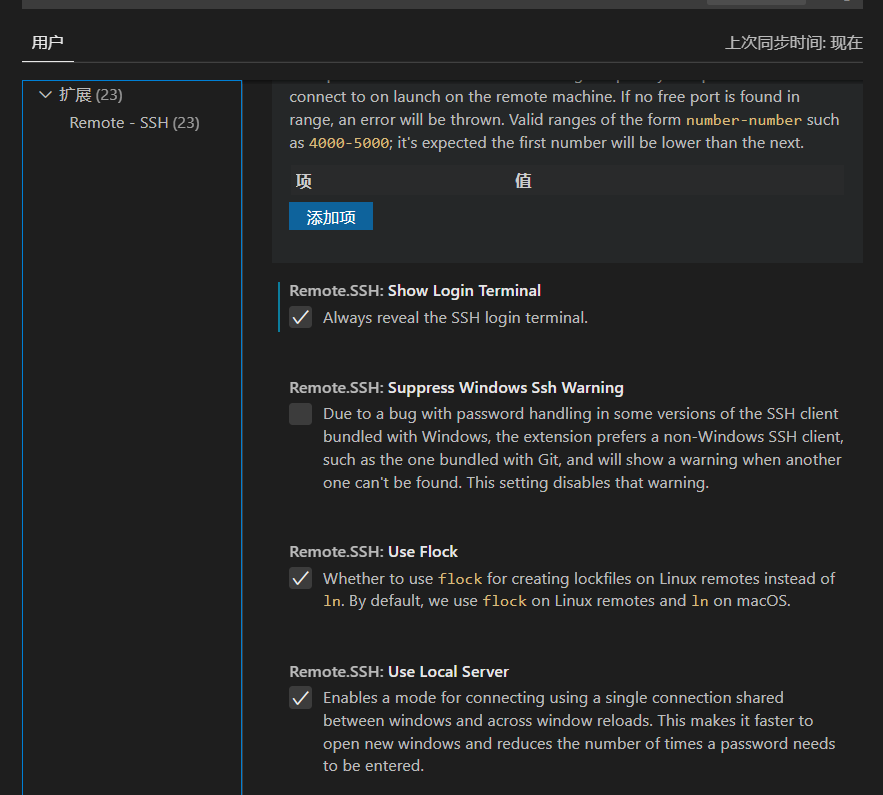 用户
上次同步时间: 现在
扩展 (23)
Remote - SSH (23)
connect to on launch on the remote machine. If no free port is found in
range, an error will be thrown. Valid ranges of the form number-number such
as 4000-5000; it's expected the first number will be lower than the next.
项 值
添加项
Remote.SSH: Show Login Terminal
Always reveal the SSH login terminal.
Remote.SSH: Suppress Windows Ssh Warning
Due to a bug with password handling in some versions of the SSH client
bundled with Windows, the extension prefers a non-Windows SSH client,
such as the one bundled with Git, and will show a warning when another
one can't be found. This setting disables that warning.
Remote.SSH: Use Flock
Whether to use flock for creating lockfiles on Linux remotes instead of
ln. By default, we use flock on Linux remotes and ln on macOS.
Remote.SSH: Use Local Server
Enables a mode for connecting using a single connection shared
between windows and across window reloads. This makes it faster to
open new windows and reduces the number of times a password needs
to be entered.